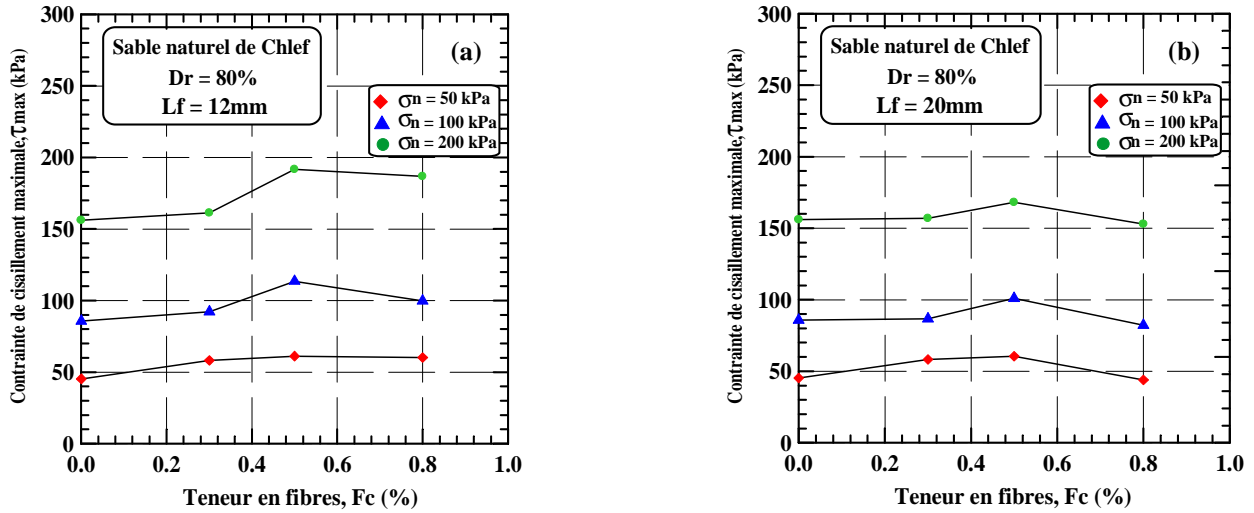 300
250
200
150
100
50
0
Contrainte de cisaillement maximale,τmax (kPa)
Sable naturel de Chlef
Dr = 80%
Lf = 12mm
(a)
σn = 50 kPa
σn = 100 kPa
σn = 200 kPa
0.0 0.2 0.4 0.6 0.8 1.0
Teneur en fibres, Fc (%)
300
250
200
150
100
50
0
Contrainte de cisaillement maximale,τmax (kPa)
Sable naturel de Chlef
Dr = 80%
Lf = 20mm
(b)
σn = 50 kPa
σn = 100 kPa
σn = 200 kPa
0.0 0.2 0.4 0.6 0.8 1.0
Teneur en fibres, Fc (%)